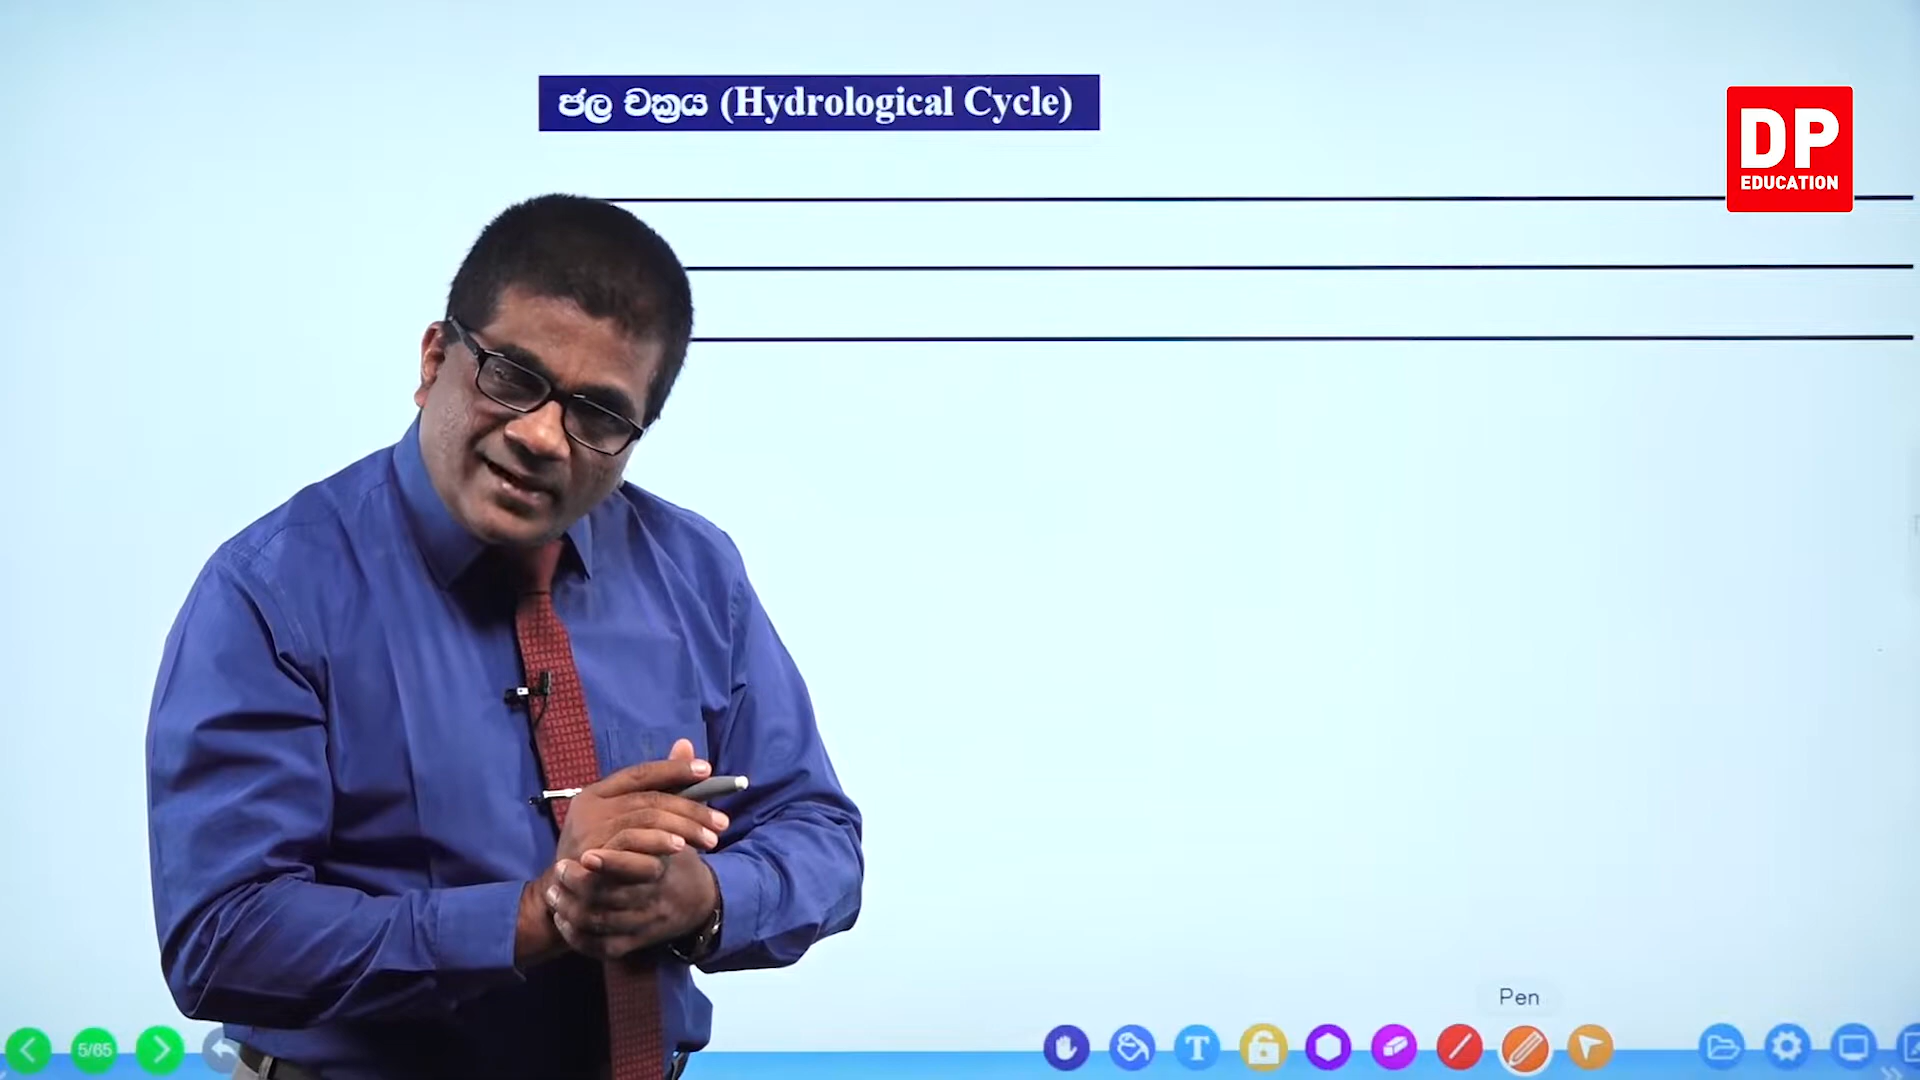 ජල චක්‍රය (Hydrological Cycle)
DP
EDUCATION
Pen
5/65
T